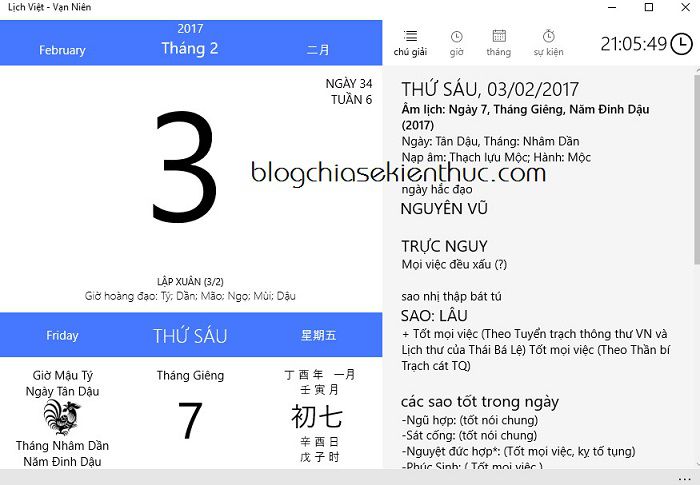 Lịch Việt - Vạn Niên
2017
February
Tháng 2
二月
NGÀY 34
TUẦN 6
3
LẬP XUÂN (3/2)
Giờ hoàng đạo: Tý; Dần; Mão; Ngọ; Mùi; Dậu
Friday
THỨ SÁU
星期五
Giờ Mậu Tý
Ngày Tân Dậu
Tháng Nhâm Dần
Năm Đinh Dậu
Tháng Giêng
7
丁酉年 一月
壬寅月
初七
辛酉日
戊子时
chú giải
giờ
tháng
sự kiện
21:05:49
THỨ SÁU, 03/02/2017
Âm lịch: Ngày 7, Tháng Giêng, Năm Đinh Dậu
(2017)
Ngày: Tân Dậu, Tháng: Nhâm Dần
Nạp âm: Thạch lựu Mộc; Hành: Mộc
blogchiasekienthuc.com
ngày hắc đạo
NGUYÊN VŨ
TRỰC NGUY
Mọi việc đều xấu (?)
sao nhị thập bát tú
SAO: LÂU
+ Tốt mọi việc (Theo Tuyển trạch thông thư VN và
Lịch thư của Thái Bá Lệ) Tốt mọi việc (Theo Thần bí
Trạch cát TQ)
các sao tốt trong ngày
-Ngũ hợp: (tốt nói chung)
-Sát cống: (tốt nói chung)
-Nguyệt đức hợp*: (Tốt mọi việc, kỵ tố tụng)
-Phúc Sinh: ( Tốt mọi việc )